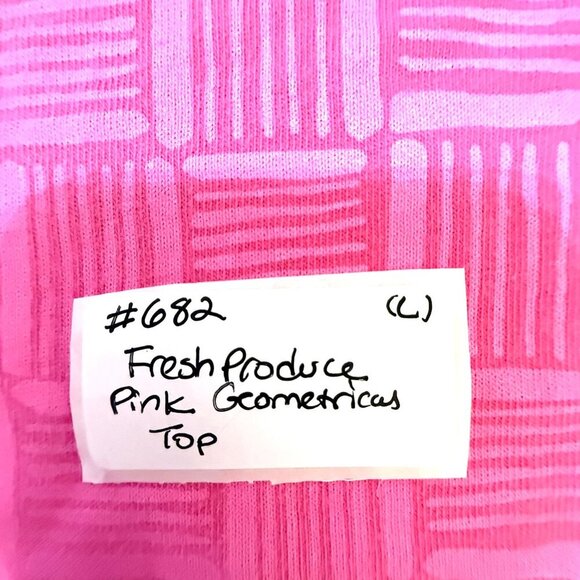 #682 (L)
Fresh Produce
Pink Geometricas
Top